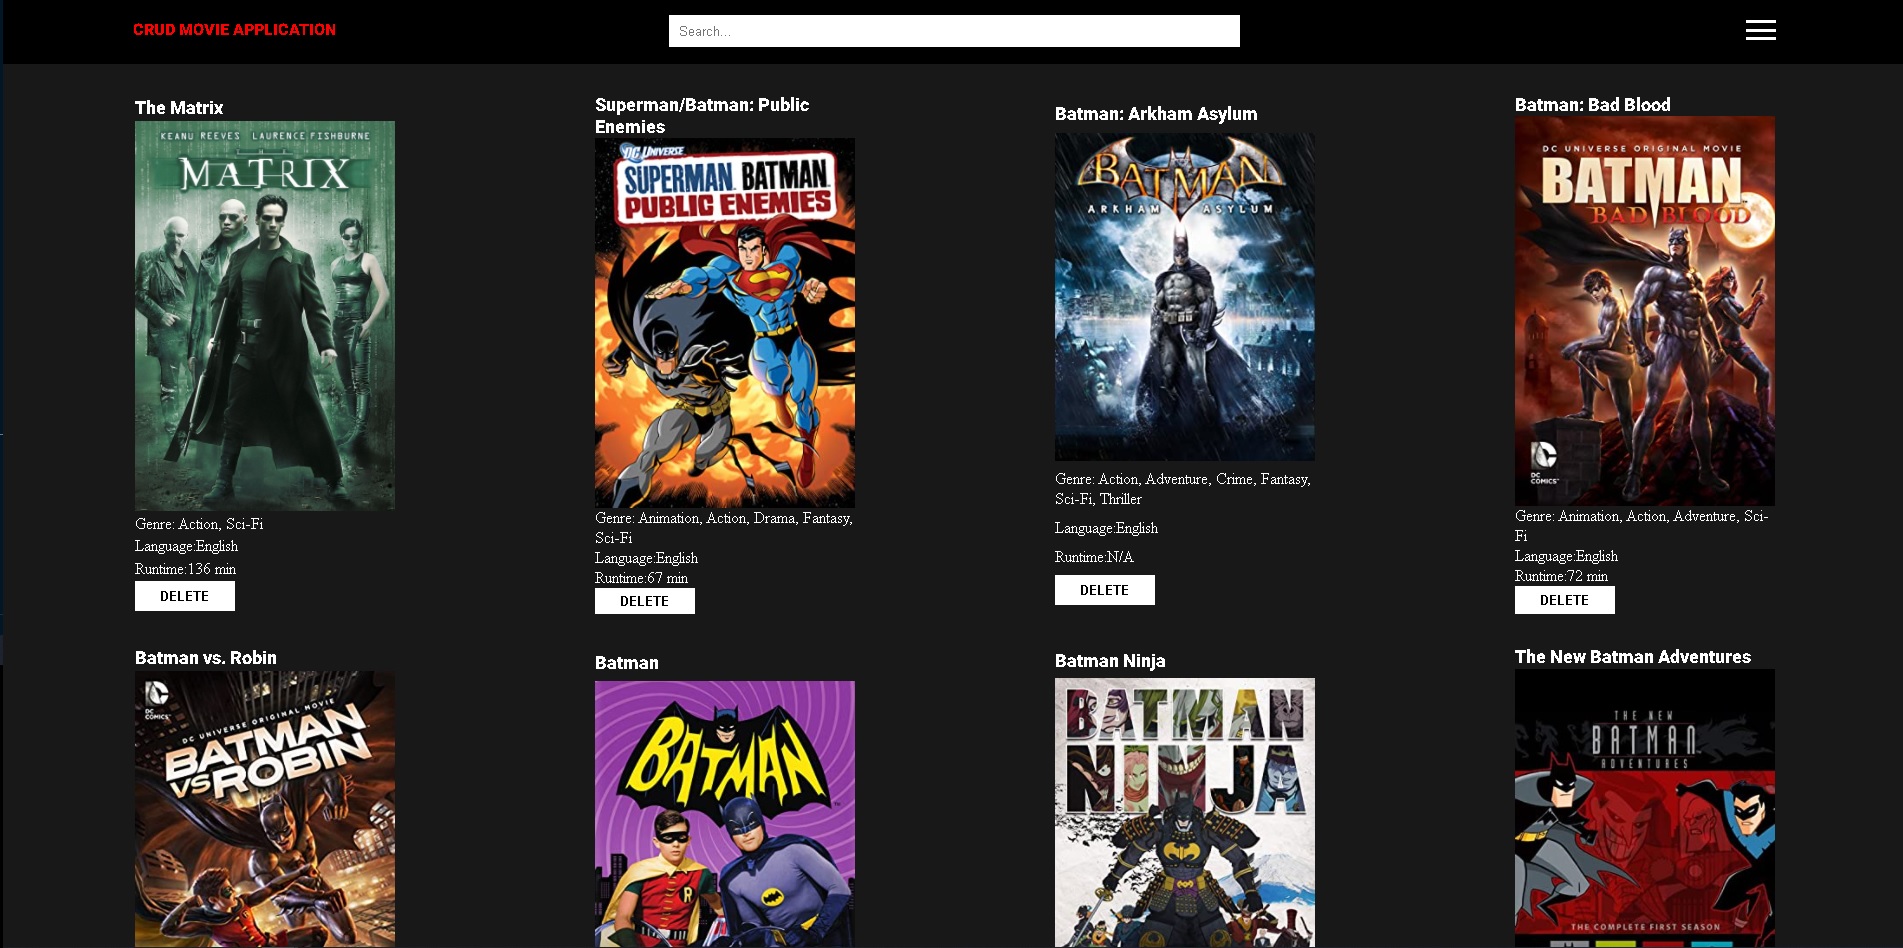 CRUD MOVIE APPLICATION
Search...
The Matrix
KEANU REEVES LAURENCE FISHBURNE
MATRIX
Genre: Action, Sci-Fi
Language:English
Runtime:136 min
DELETE
Superman/Batman: Public
Enemies
DC UNIVERSE
SUPERMAN BATMAN
PUBLIC ENEMIES
Genre: Animation, Action, Drama, Fantasy,
Sci-Fi
Language:English
Runtime:67 min
DELETE
Batman: Arkham Asylum
BATMAN
ARKHAM ASYLUM
Genre: Action, Adventure, Crime, Fantasy,
Sci-Fi, Thriller
Language:English
Runtime:N/A
DELETE
Batman: Bad Blood
DC UNIVERSE ORIGINAL MOVIE
BATMAN
BAD BLOOD
DC
COMICS™
Genre: Animation, Action, Adventure, Sci-
Fi
Language:English
Runtime:72 min
DELETE
Batman vs. Robin
DC
COMICS™
DC UNIVERSE ORIGINAL MOVIE
BATMAN
VS ROBIN
Batman
BATMAN
R
Batman Ninja
BATMAN
NINJA
The New Batman Adventures
THE NEW
BATMAN
ADVENTURES
THE COMPLETE FIRST SEASON